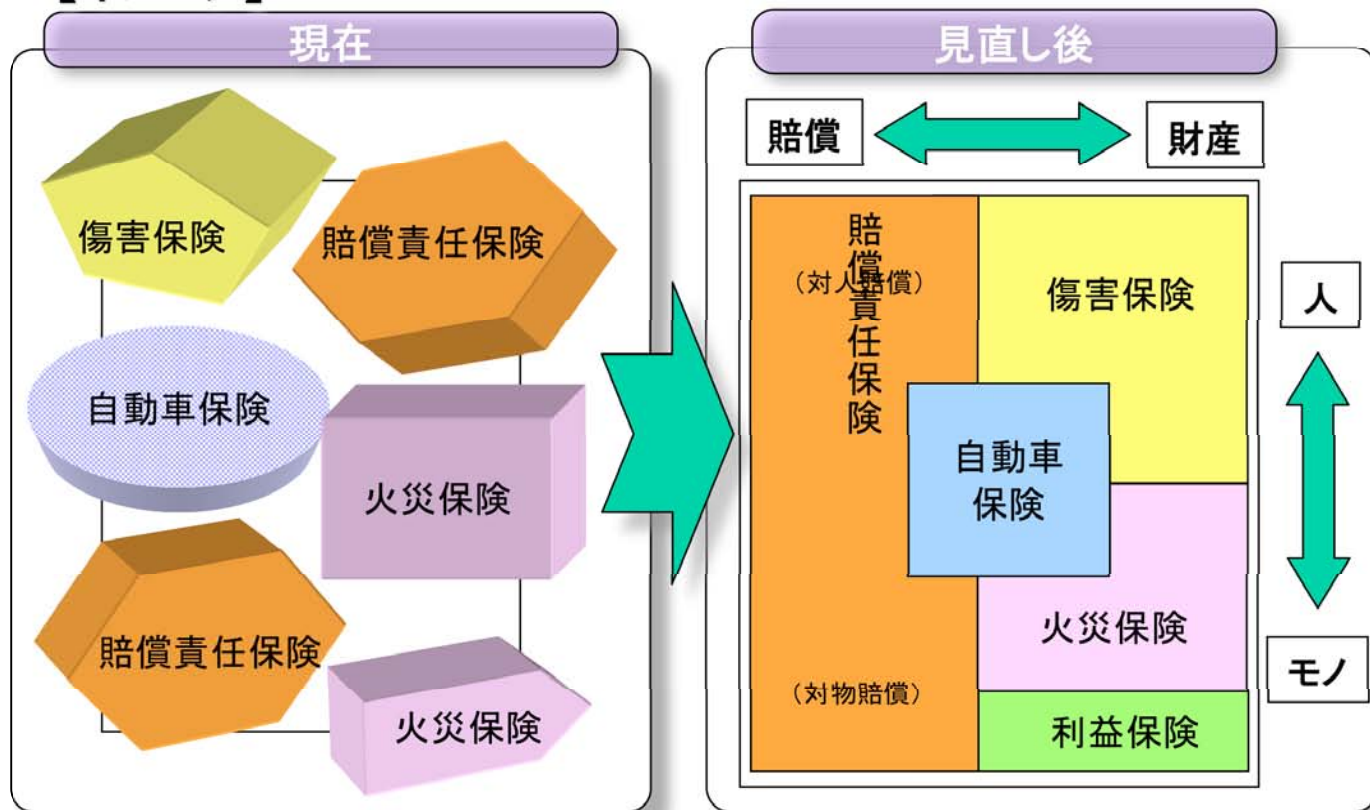 現在
傷害保険
賠償責任保険
自動車保険
火災保険
賠償責任保険
火災保険
見直し後
賠償
財産
賠償責任保険
(対人賠償)
傷害保険
人
自動車
保険
火災保険
モノ
(対物賠償)
利益保険